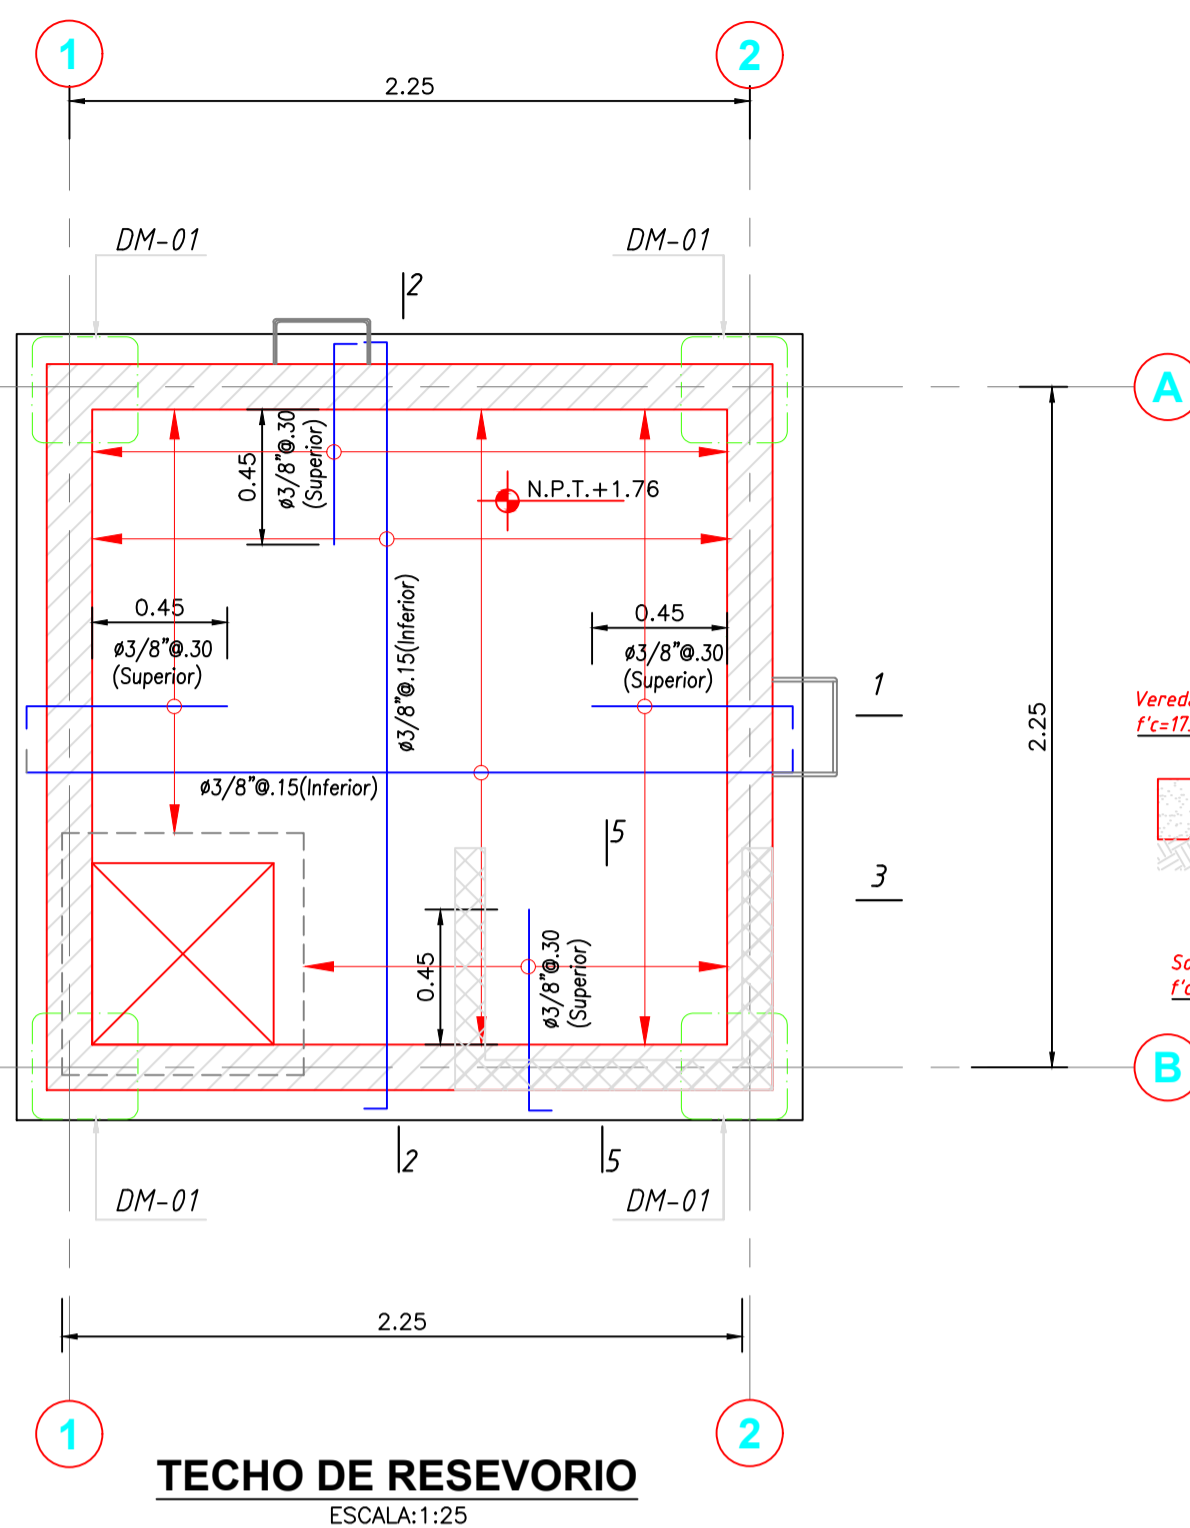 1
2
2.25
DM-01
DM-01
2
A
0.45
ø3/8"@.30
(Superior)
N.P.T.+1.76
0.45
ø3/8"@.30
(Superior)
ø3/8"@.15(Inferior)
0.45
ø3/8"@.30
(Superior)
1
2.25
f'c=17
ø3/8"@.15(Inferior)
5
3
0.45
ø3/8"@.30
(Superior)
B
2
5
DM-01
DM-01
2.25
1
2
TECHO DE RESEVORIO
ESCALA:1:25